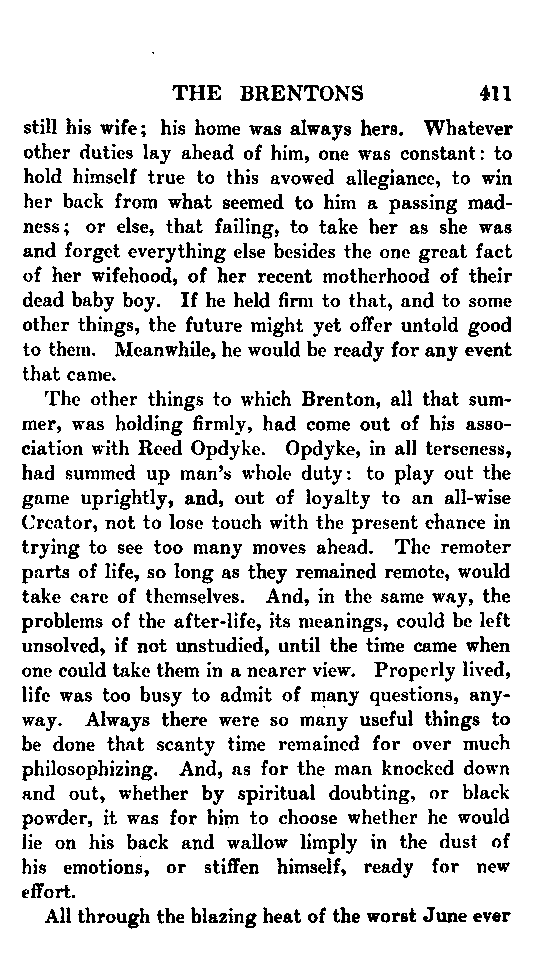 THE BRENTONS 411
still his wife; his home was always hers. Whatever
other duties lay ahead of him, one was constant: to
hold himself true to this avowed allegiance, to win
her back from what seemed to him a passing mad-
ness; or else, that failing, to take her as she was
and forget everything else besides the one great fact
of her wifehood, of her recent motherhood of their
dead baby boy. If he held firm to that, and to some
other things, the future might yet offer untold good
to them. Meanwhile, he would be ready for any event
that came.
The other things to which Brenton, all that sum-
mer, was holding firmly, had come out of his asso-
ciation with Reed Opdyke. Opdyke, in all terseness,
had summed up man's whole duty: to play out the
game uprightly, and, out of loyalty to an all-wise
Creator, not to lose touch with the present chance in
trying to see too many moves ahead. The remoter
parts of life, so long as they remained remote, would
take care of themselves. And, in the same way, the
problems of the after-life, its meanings, could be left
unsolved, if not unstudied, until the time came when
one could take them in a nearer view. Properly lived,
life was too busy to admit of many questions, any-
way. Always there were so many useful things to
be done that scanty time remained for over much
philosophizing. And, as for the man knocked down
and out, whether by spiritual doubting, or black
powder, it was for him to choose whether he would
lie on his back and wallow limply in the dust of
his emotions, or stiffen himself, ready for new
effort.
All through the blazing heat of the worst June ever